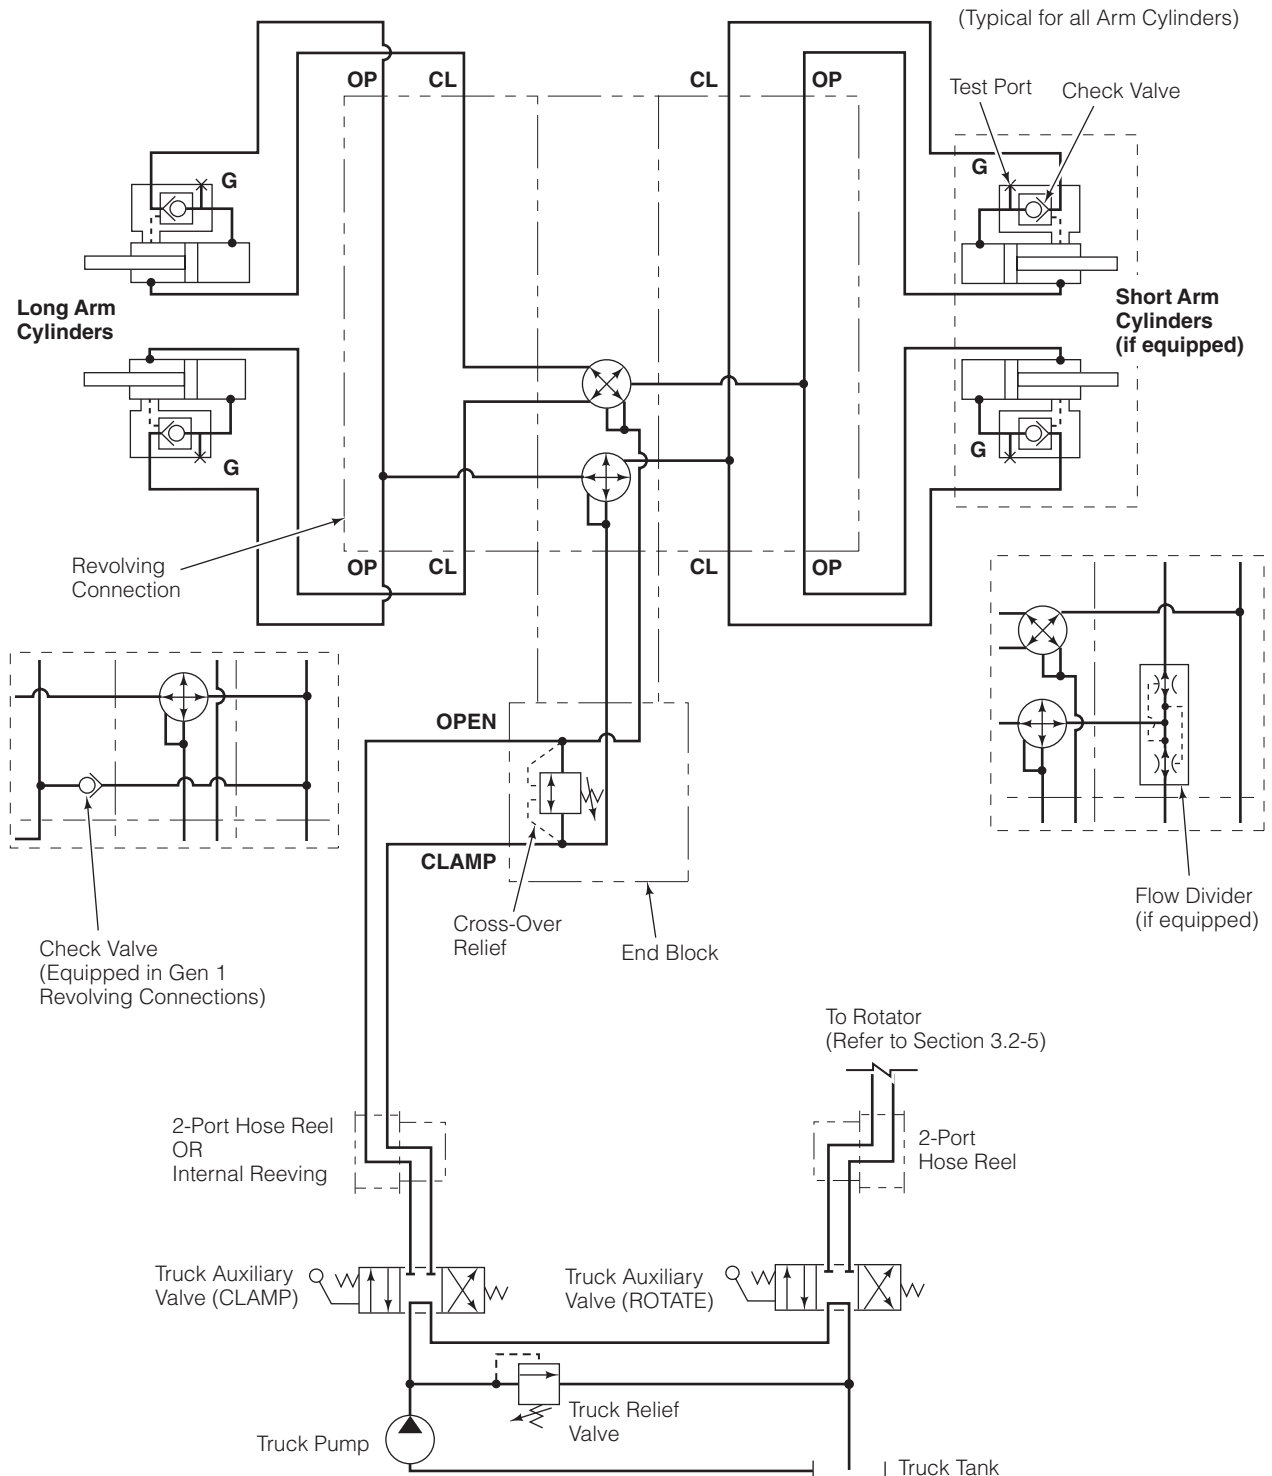 (Typical for all Arm Cylinders)
OP
CL
CL
OP
Test Port
Check Valve
G
G
Long Arm
Cylinders
Short Arm
Cylinders
(if equipped)
G
G
Revolving
Connection
OP
CL
CL
OP
OPEN
CLAMP
Cross-Over
Relief
End Block
Flow Divider
(if equipped)
Check Valve
(Equipped in Gen 1
Revolving Connections)
To Rotator
(Refer to Section 3.2-5)
2-Port Hose Reel
OR
Internal Reeving
2-Port
Hose Reel
Truck Auxiliary
Valve (CLAMP)
Truck Auxiliary
Valve (ROTATE)
Truck Relief
Valve
Truck Pump
Truck Tank